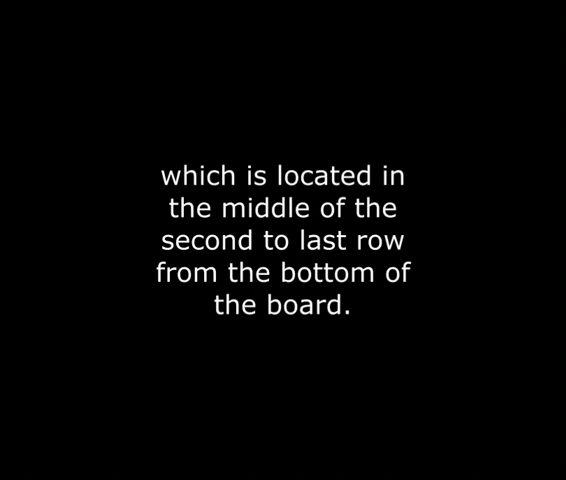 which is located in
the middle of the
second to last row
from the bottom of
the board.